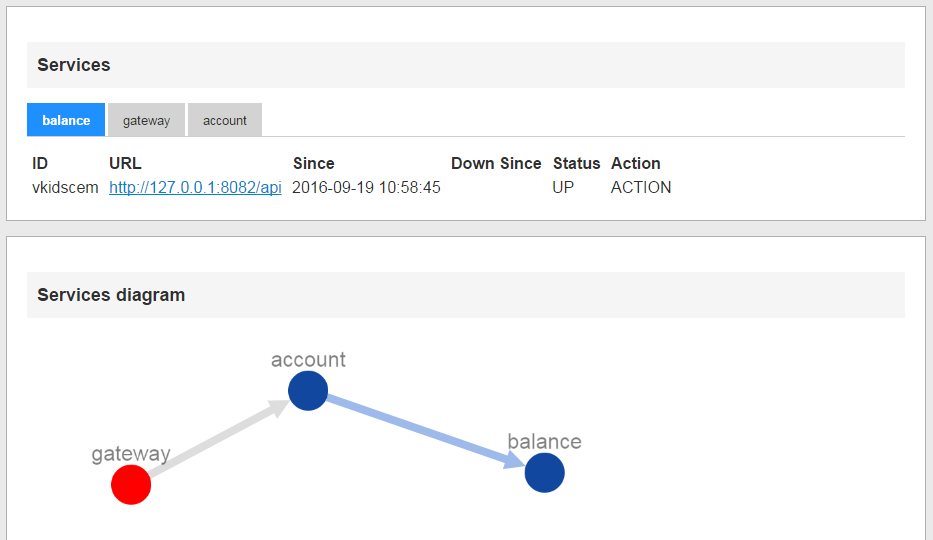 Services
balance gateway account
ID URL Since Down Since Status Action
vkidscem http://127.0.0.1:8082/api 2016-09-19 10:58:45 UP ACTION
Services diagram
account
balance
gateway